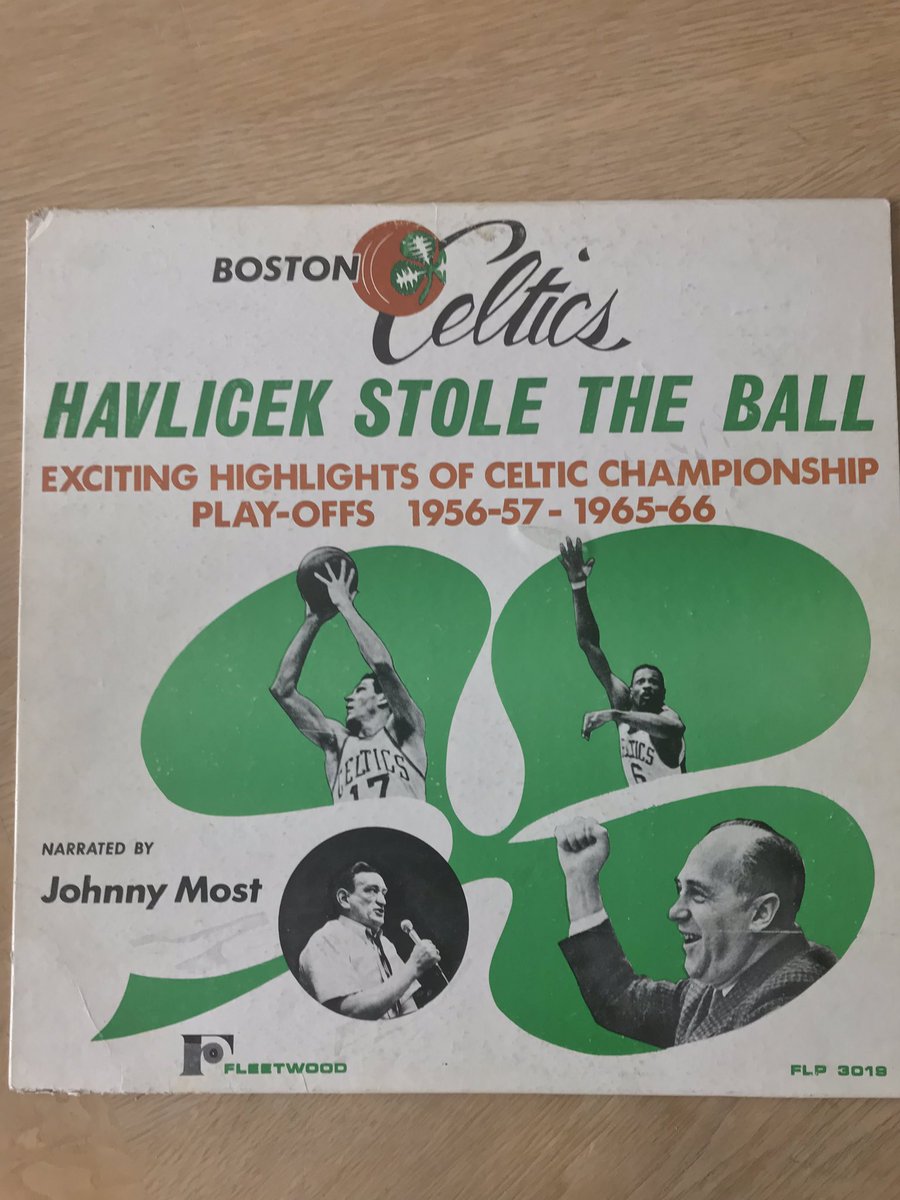 BOSTON Celtics
HAVLICEK STOLE THE BALL
EXCITING HIGHLIGHTS OF CELTIC CHAMPIONSHIP
PLAY-OFFS 1956-57 - 1965-66
CELTICS
17
ELTICS
6
NARRATED BY
Johnny Most
F FLEETWOOD
FLP 3019